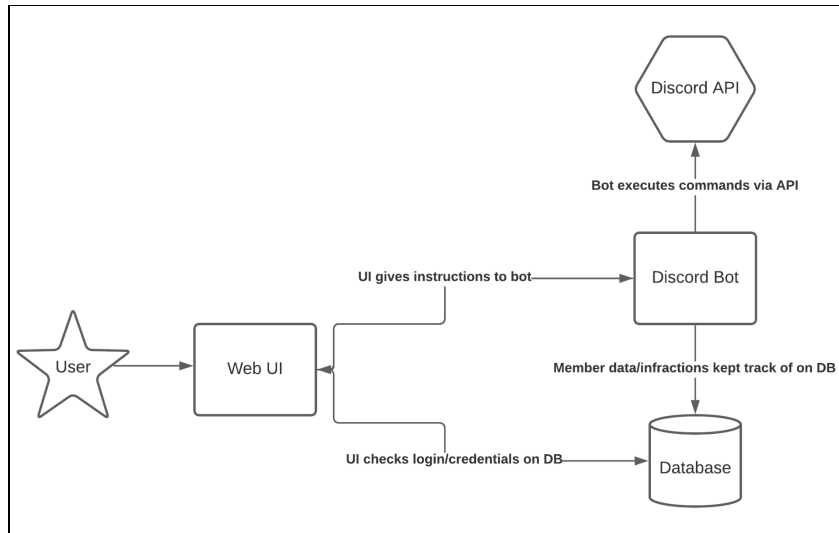 Discord API
Bot executes commands via API
UI gives instructions to bot
Discord Bot
User
Web UI
Member data/infractions kept track of on DB
UI checks login/credentials on DB
Database